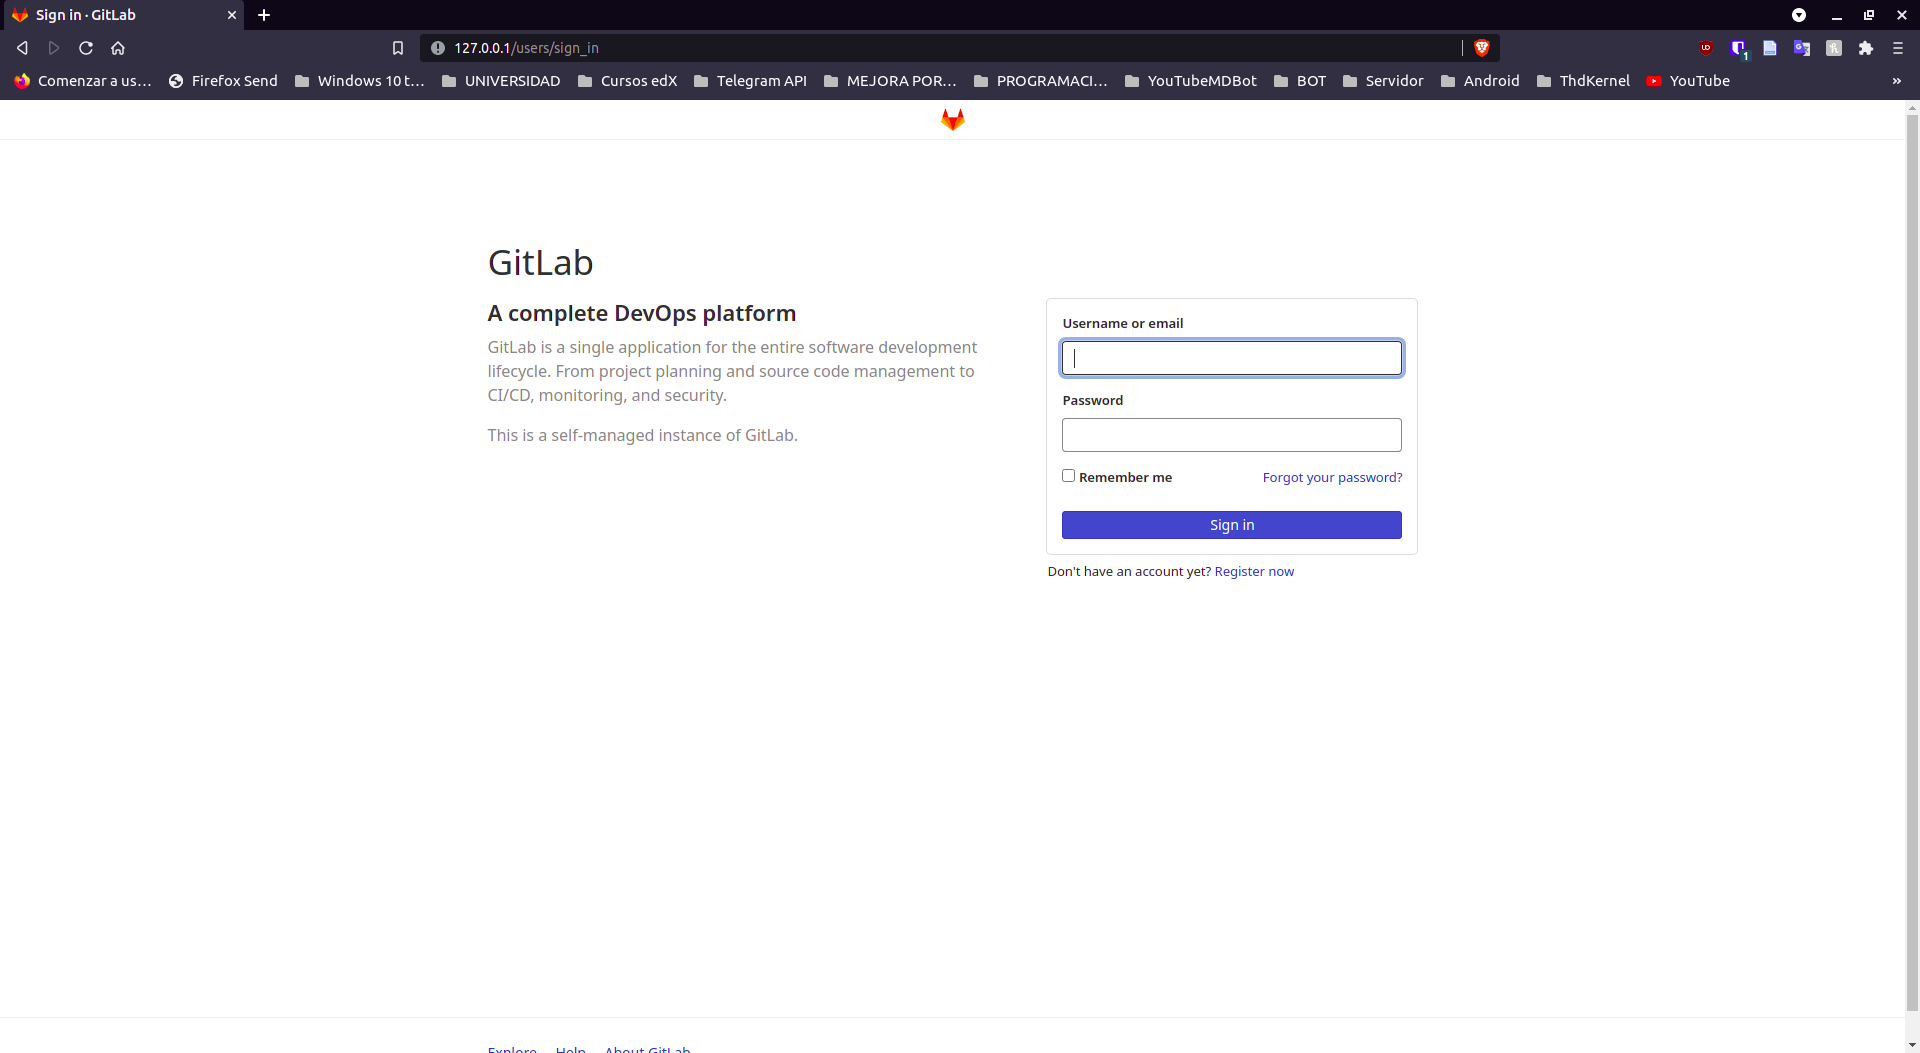 Sign in · GitLab
127.0.0.1/users/sign_in
Comenzar a us... Firefox Send Windows 10 t... UNIVERSIDAD Cursos edX Telegram API MEJORA POR... PROGRAMACI... YouTubeMDBot BOT Servidor Android ThdKernel YouTube »
GitLab
A complete DevOps platform
GitLab is a single application for the entire software development
lifecycle. From project planning and source code management to
CI/CD, monitoring, and security.
This is a self-managed instance of GitLab.
Username or email
Password
Remember me Forgot your password?
Sign in
Don't have an account yet? Register now
Explore Help About GitLab